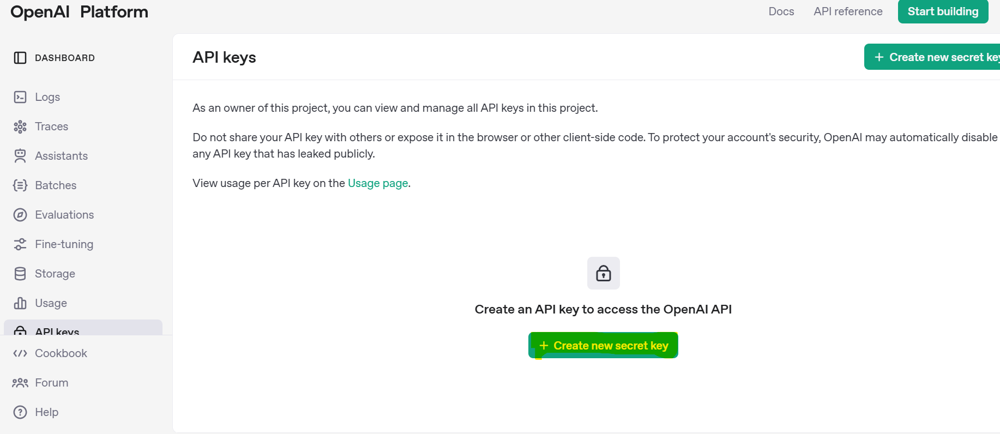 OpenAI Platform
Docs
API reference
Start building
DASHBOARD
Logs
Traces
Assistants
Batches
Evaluations
Fine-tuning
Storage
Usage
API keys
Cookbook
Forum
Help
API keys
+ Create new secret key
As an owner of this project, you can view and manage all API keys in this project.
Do not share your API key with others or expose it in the browser or other client-side code. To protect your account's security, OpenAI may automatically disable
any API key that has leaked publicly.
View usage per API key on the Usage page.
Create an API key to access the OpenAI API
+ Create new secret key